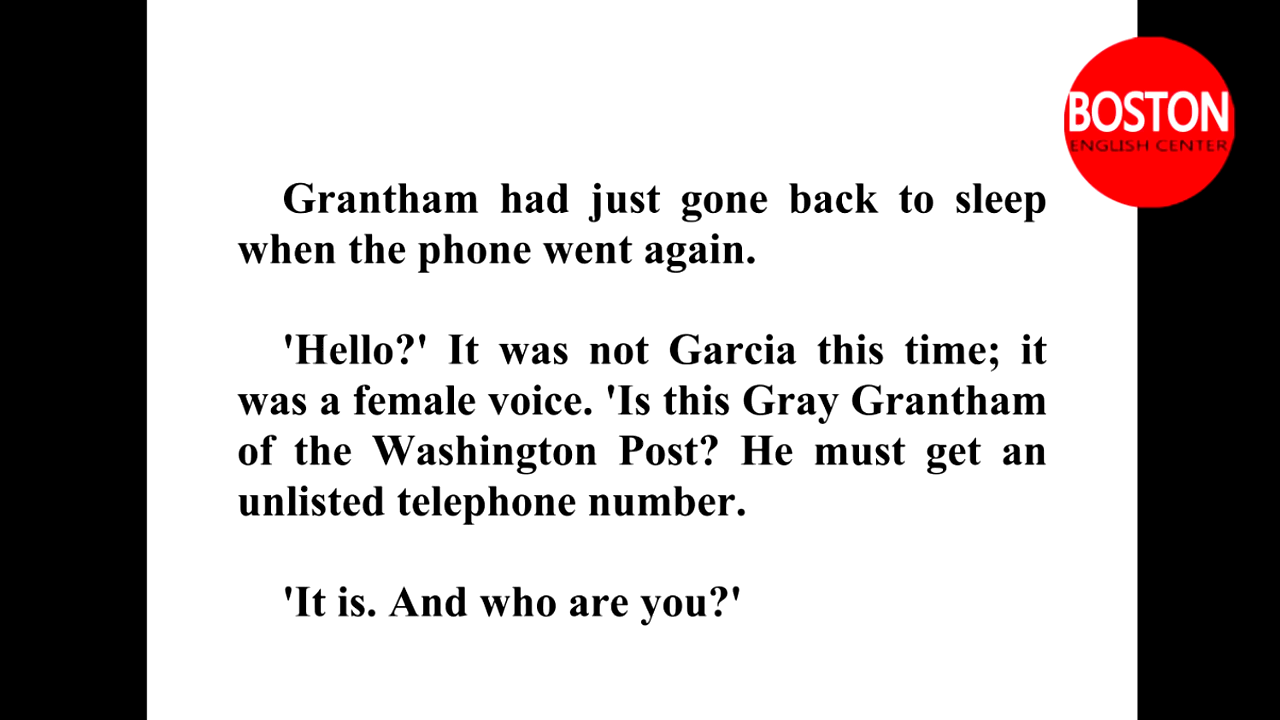 BOSTON
ENGLISH CENTER
Grantham had just gone back to sleep
when the phone went again.
'Hello?' It was not Garcia this time; it
was a female voice. 'Is this Gray Grantham
of the Washington Post? He must get an
unlisted telephone number.
'It is. And who are you?'